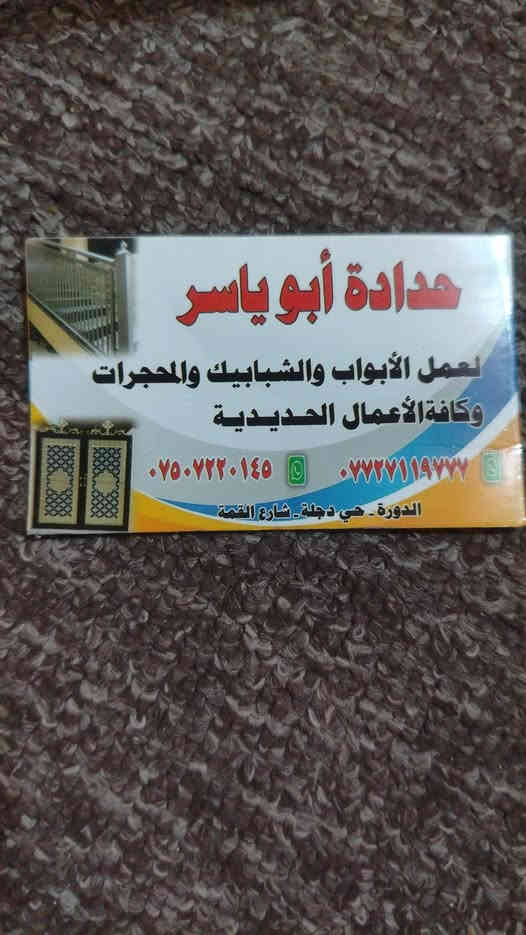 حدادة أبو ياسر
لعمل الأبواب والشبابيك والمحجرات
وكافة الأعمال الحديدية
٠٧٧٢٧١١٩٧٧٧ ٠٧٥٠٧٢٢٠١٤٥
الدورة - حي دجلة - شارع القمة